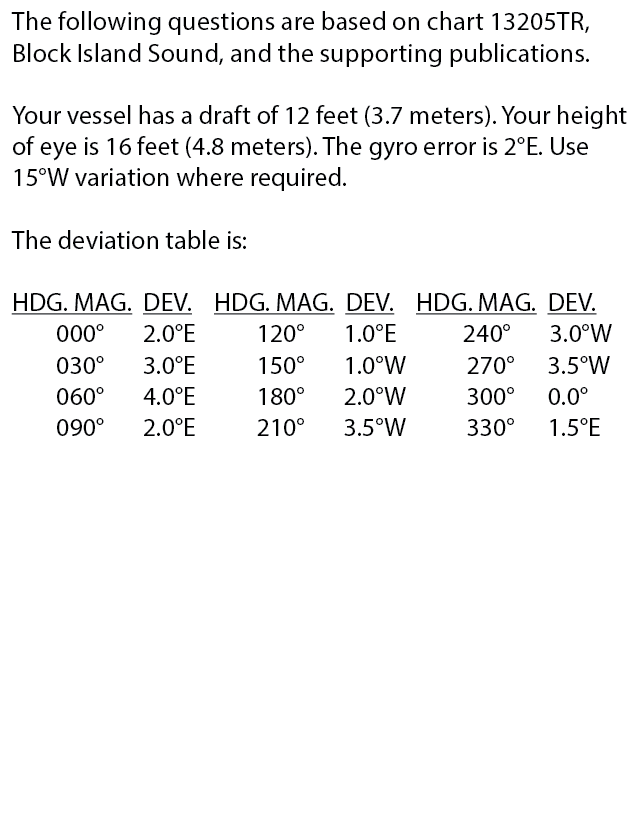 The following questions are based on chart 13205TR,
Block Island Sound, and the supporting publications.
Your vessel has a draft of 12 feet (3.7 meters). Your height
of eye is 16 feet (4.8 meters). The gyro error is 2°E. Use
15°W variation where required.
The deviation table is:
HDG. MAG. DEV. HDG. MAG. DEV. HDG. MAG. DEV.
000° 2.0°E 120° 1.0°E 240° 3.0°W
030° 3.0°E 150° 1.0°W 270° 3.5°W
060° 4.0°E 180° 2.0°W 300° 0.0°
090° 2.0°E 210° 3.5°W 330° 1.5°E